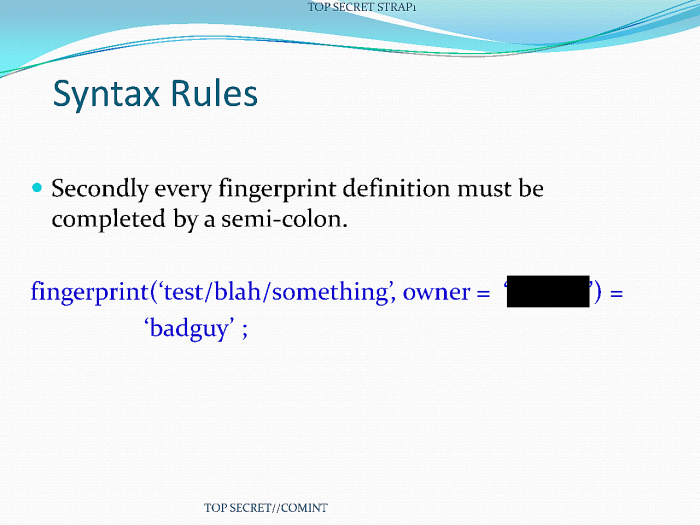 TOP SECRET STRAP1
Syntax Rules
Secondly every fingerprint definition must be
completed by a semi-colon.
fingerprint(‘test/blah/something’, owner = ‘ ’) =
‘badguy’ ;
TOP SECRET//COMINT